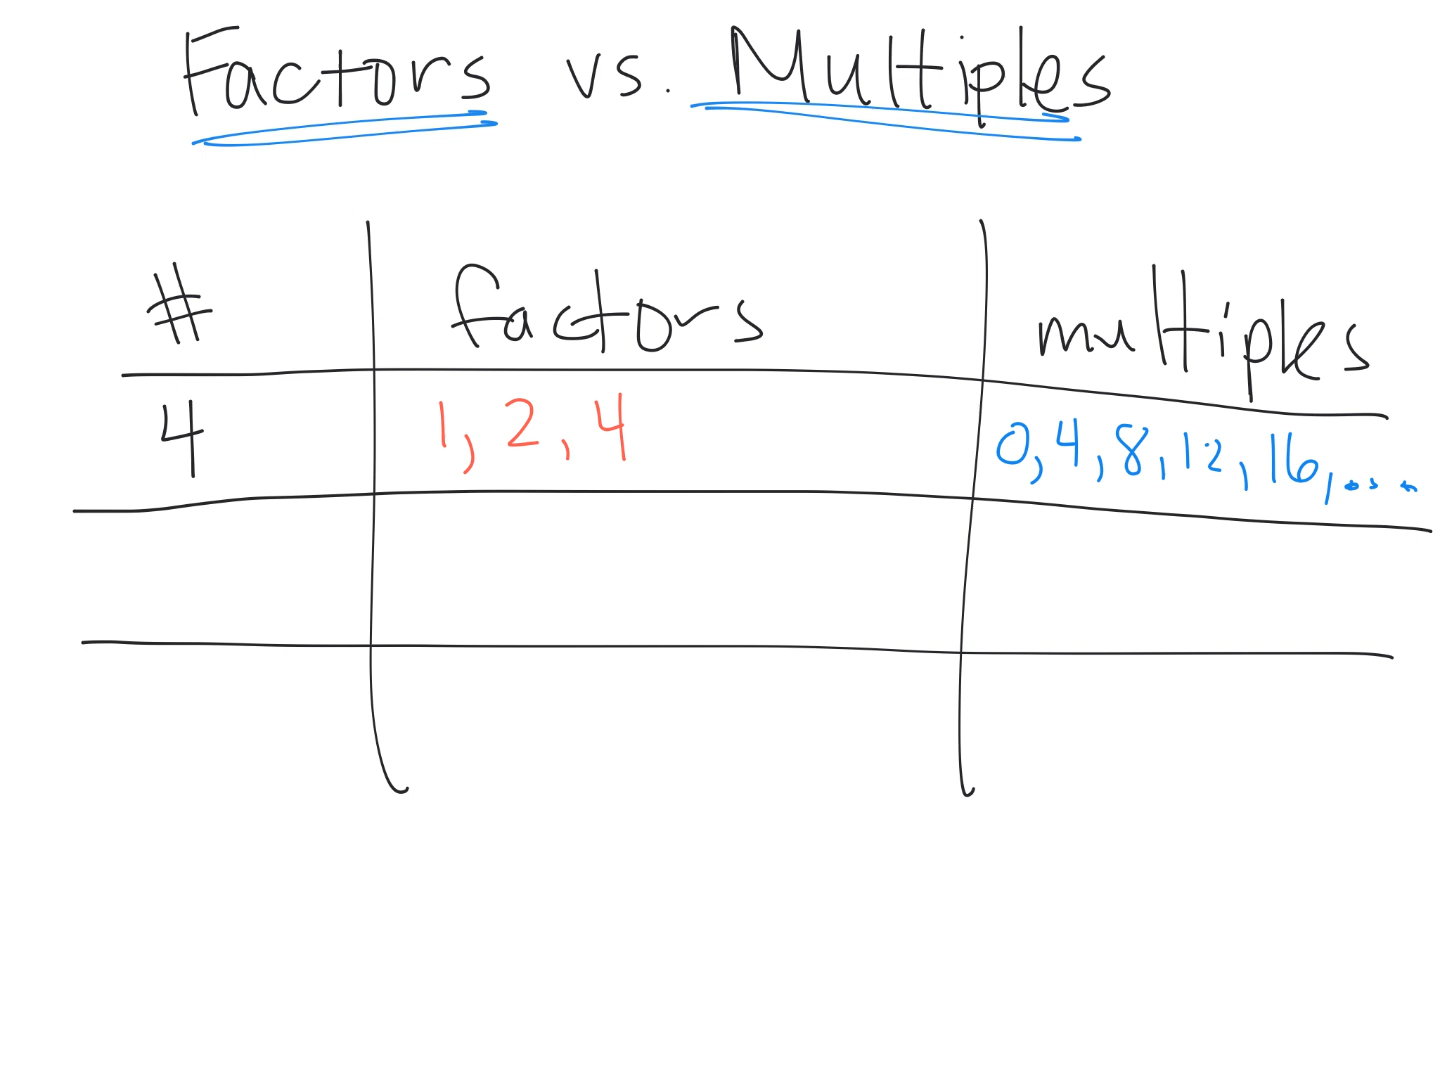 Factors vs. Multiples
# factors multiples
4 1, 2, 4 0, 4, 8, 12, 16, ....